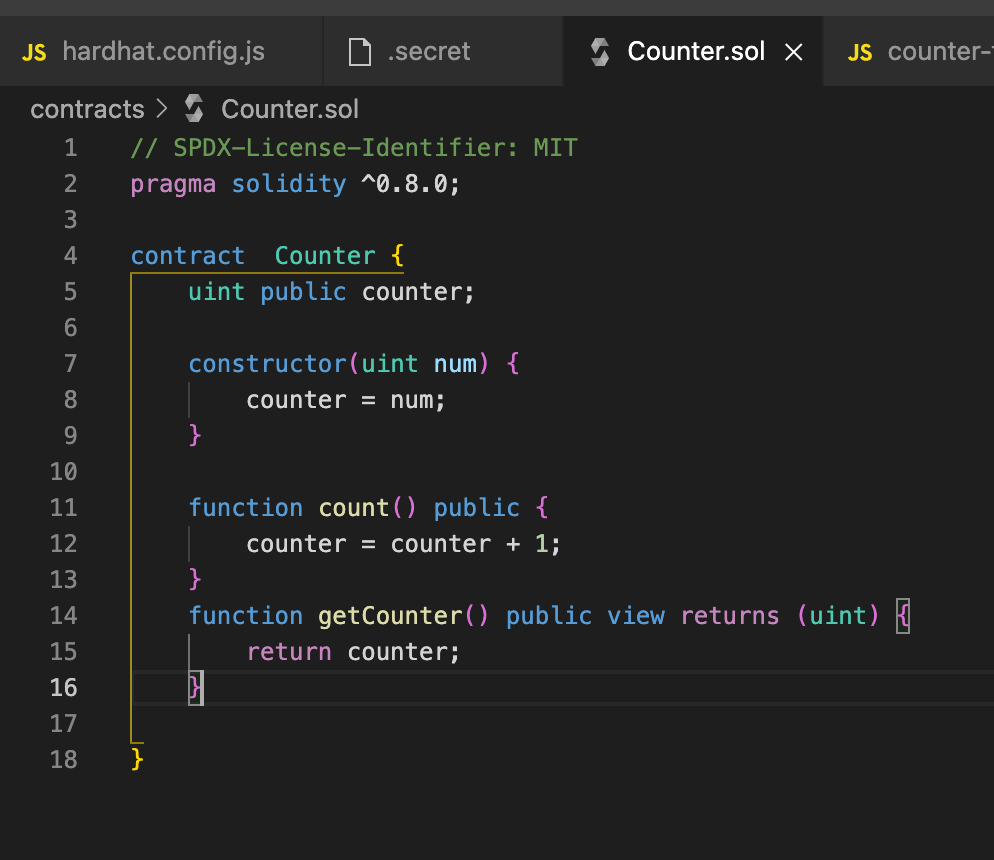 JS hardhat.config.js .secret Counter.sol × JS counter-
contracts > Counter.sol
1 // SPDX-License-Identifier: MIT
2 pragma solidity ^0.8.0;
3
4 contract  Counter {
5     uint public counter;
6
7     constructor(uint num) {
8         counter = num;
9     }
10
11     function count() public {
12         counter = counter + 1;
13     }
14     function getCounter() public view returns (uint) {
15         return counter;
16     }
17
18 }